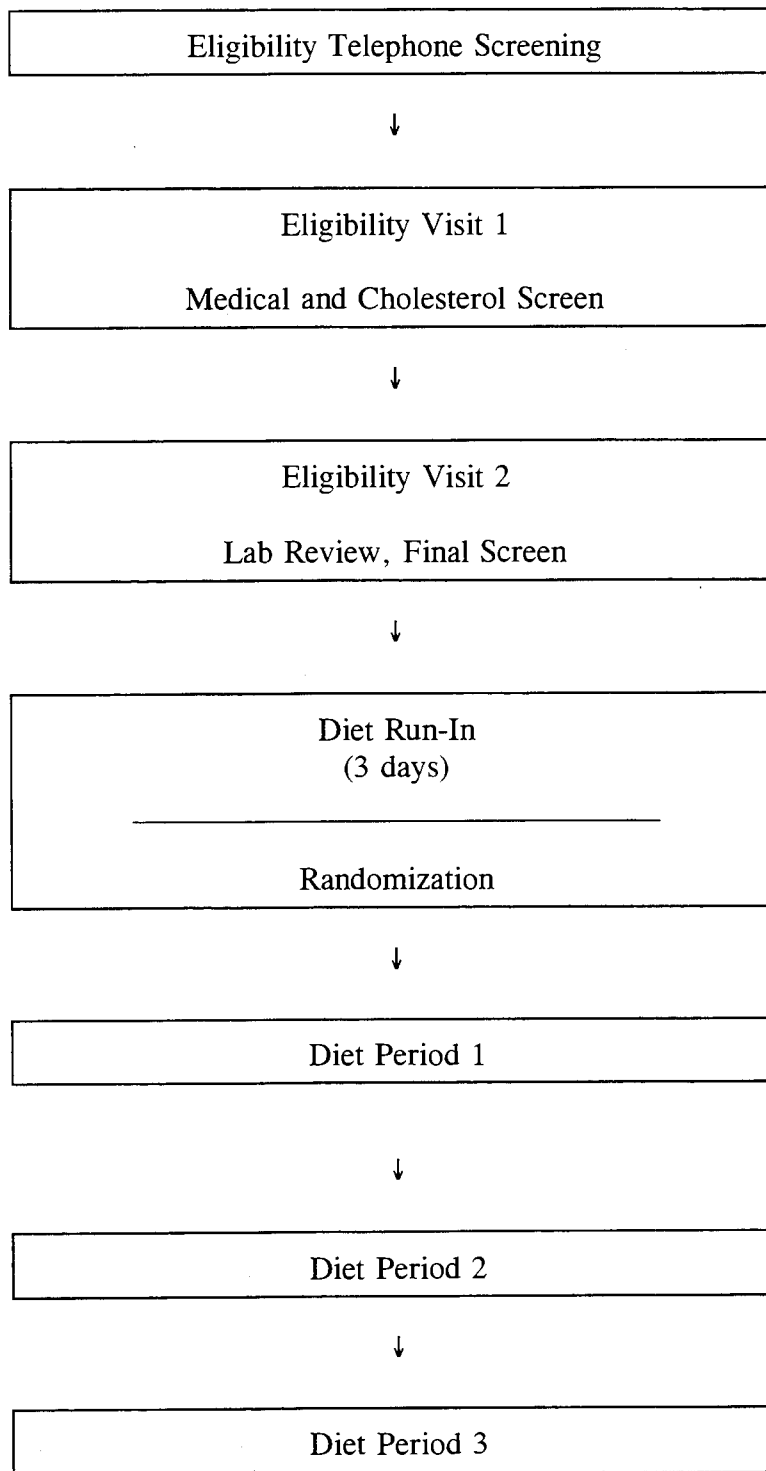 Eligibility Telephone Screening
↓
Eligibility Visit 1
Medical and Cholesterol Screen
↓
Eligibility Visit 2
Lab Review, Final Screen
↓
Diet Run-In
(3 days)
Randomization
↓
Diet Period 1
↓
Diet Period 2
↓
Diet Period 3